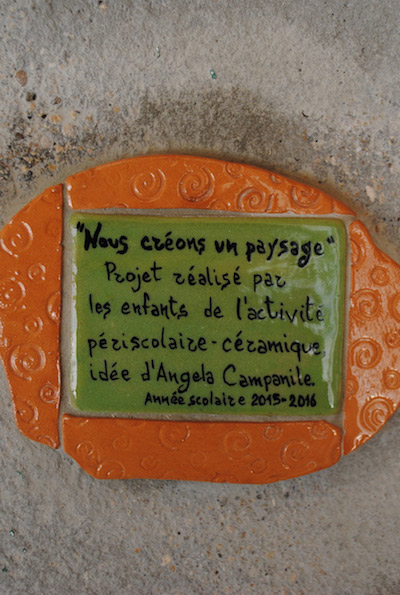 "Nous créons un paysage"
Projet réalisé par
les enfants de l'activité
périscolaire-céramique,
idée d'Angela Campanile.
Année scolaire 2015-2016